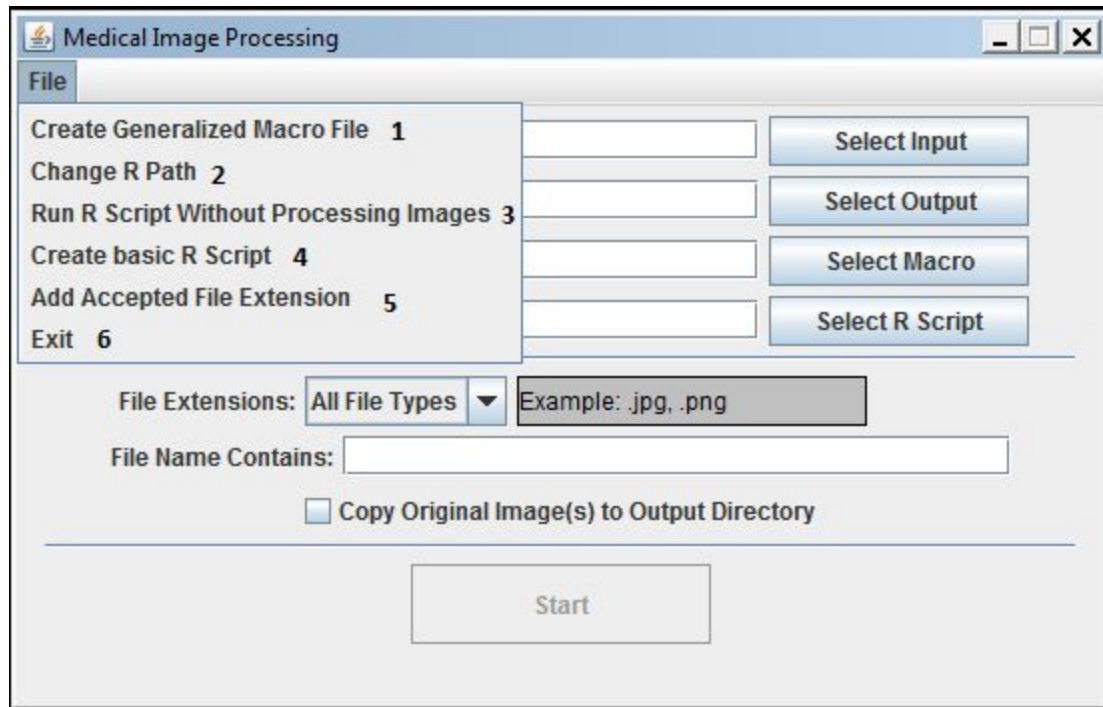 Medical Image Processing
File
Create Generalized Macro File 1
Select Input
Change R Path 2
Select Output
Run R Script Without Processing Images 3
Create basic R Script 4
Select Macro
Add Accepted File Extension 5
Select R Script
Exit 6
File Extensions: All File Types Example: .jpg, .png
File Name Contains:
Copy Original Image(s) to Output Directory
Start